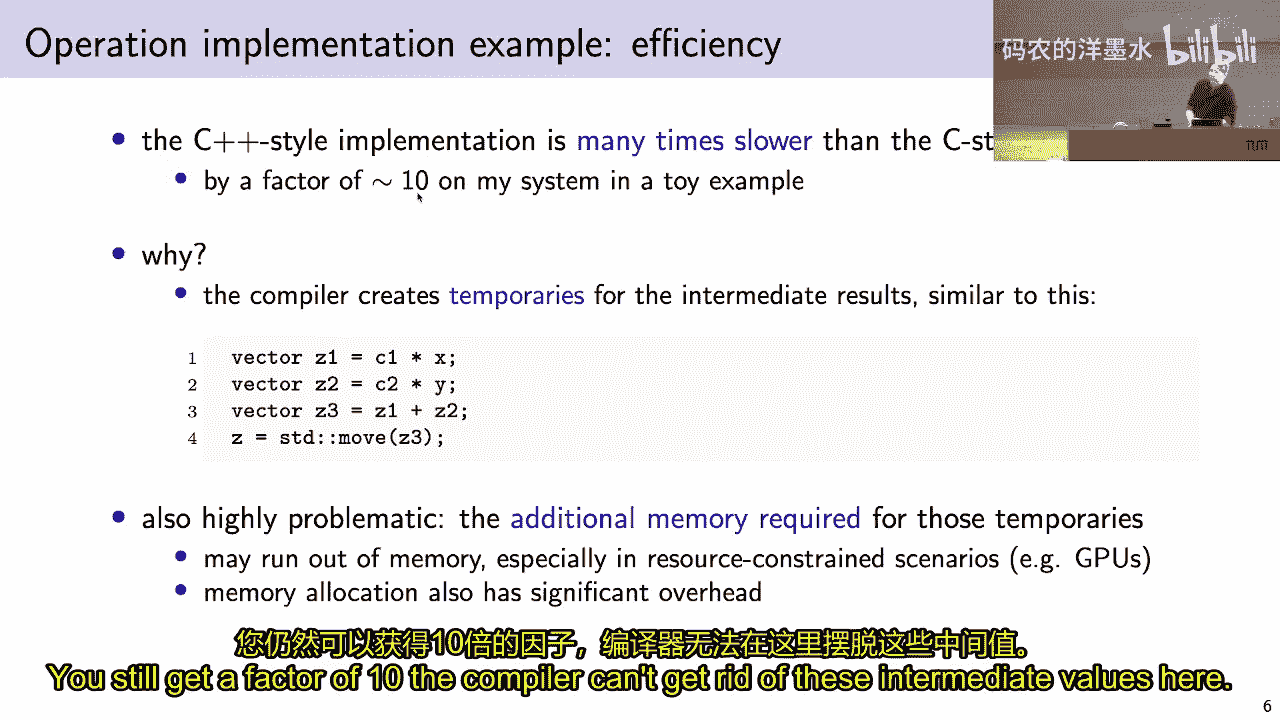 Operation implementation example: efficiency
码农的洋墨水 bilibili
• the C++-style implementation is many times slower than the C-st
• by a factor of ∼ 10 on my system in a toy example
• why?
• the compiler creates temporaries for the intermediate results, similar to this:
1 vector z1 = c1 * x;
2 vector z2 = c2 * y;
3 vector z3 = z1 + z2;
4 z = std::move(z3);
• also highly problematic: the additional memory required for those temporaries
• may run out of memory, especially in resource-constrained scenarios (e.g. GPUs)
• memory allocation also has significant overhead
您仍然可以获得10倍的因子，编译器无法在这里摆脱这些中间值。
You still get a factor of 10 the compiler can't get rid of these intermediate values here.
6